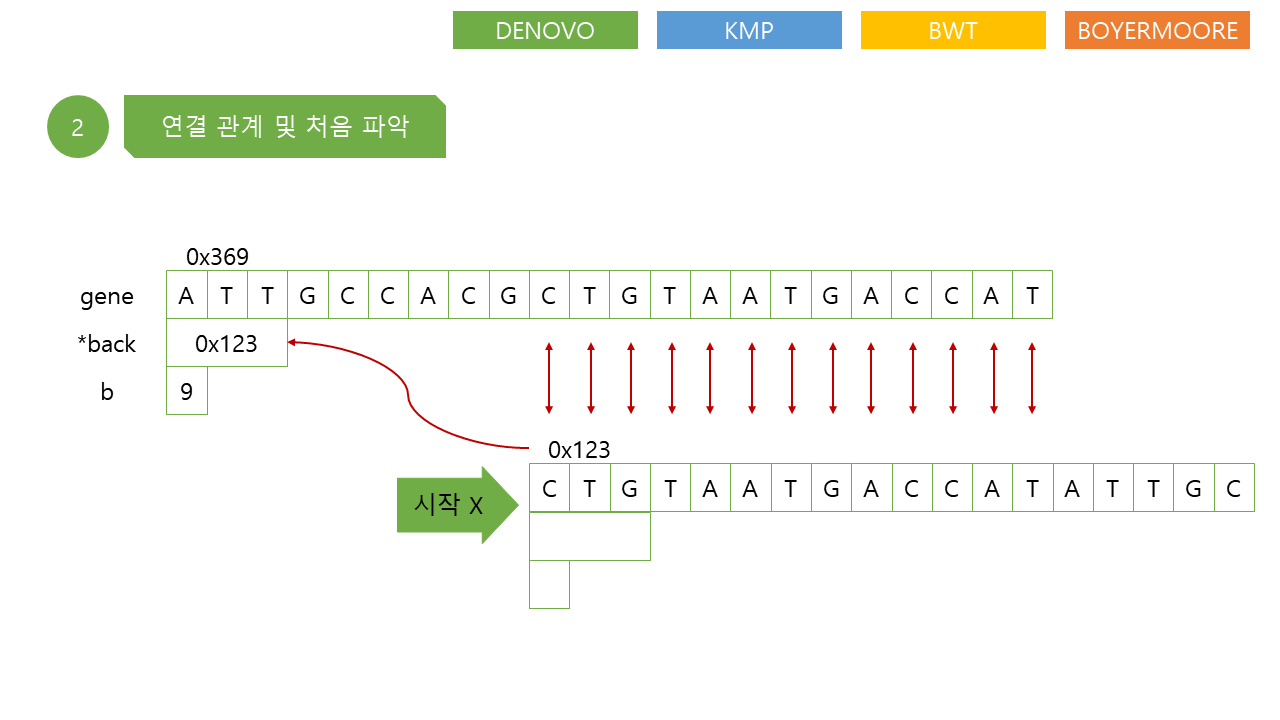 DENOVO KMP BWT BOYERMOORE
2 연결 관계 및 처음 파악
0x369
gene A T T G C C A C G C T G T A A T G A C C A T
*back 0x123
b 9
0x123
시작 X C T G T A A T G A C C A T A T T G C